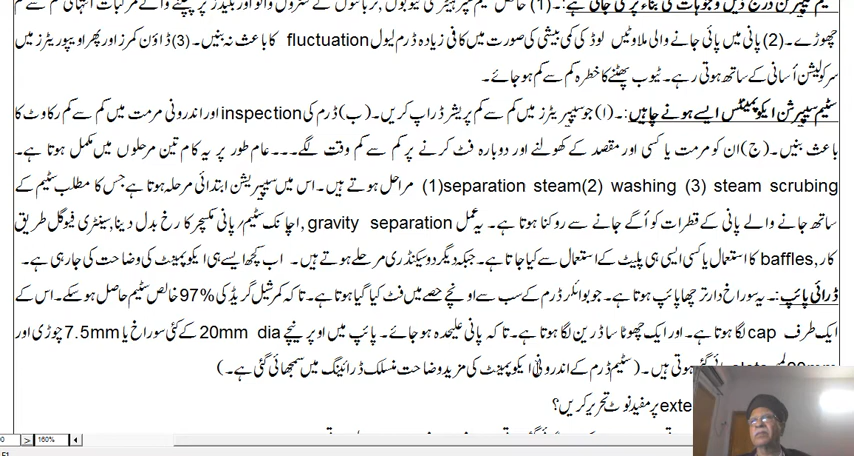 سٹیم سیپریشن درج ذیل وجوہات کی بناء پر کی جاتی ہے:۔ (1) خالص سٹیم سپر ہیٹر کی ٹیوبوں, ٹربائنوں کے کنٹرول والو اور بلیڈز پر چپکنے والے مرکبات انتہائی کم سے کم
چھوڑے۔ (2) پانی میں پائی جانے والی ملاوٹیں لوڈ کی کمی بیشی کی صورت میں کافی زیادہ ڈرم لیول fluctuation کا باعث نہ بنیں۔ (3) ڈاؤن کمرز اور پھر اویپوریٹرز میں
سرکولیشن آسانی کے ساتھ ہوتی رہے۔ ٹیوب پھٹنے کا خطرہ کم سے کم ہو جائے۔
سٹیم سیپریشن ایکوپمینٹس ایسے ہونے چاہیں:۔ (ا) جو سیپریٹرز میں کم سے کم پریشر ڈراپ کریں۔ (ب) ڈرم کی inspection اور اندرونی مرمت میں کم سے کم رکاوٹ کا
باعث بنیں۔ (ج) ان کو مرمت یا کسی اور مقصد کے کھولنے اور دوبارہ فٹ کرنے پر کم سے کم وقت لگے۔۔۔ عام طور پر یہ کام تین مرحلوں میں مکمل ہوتا ہے۔
(1)separation steam(2) washing (3) steam scrubing مراحل ہوتے ہیں۔ اس میں سیپیریشن ابتدائی مرحلہ ہوتا ہے جس کا مطلب سٹیم کے
ساتھ جانے والے پانی کے قطرات کو آگے جانے سے روکنا ہوتا ہے۔ یہ عمل gravity separation, اچانک سٹیم ر پانی مکسچر کا رخ بدل دینا, سینٹری فیوگل طریق
کار, baffles کا استعمال یا کسی ایسی ہی پلیٹ کے استعمال سے کیا جاتا ہے۔ جبکہ دیگر دو سیکنڈری مرحلے ہوتے ہیں۔ اب کچھ ایسے ہی ایکوپمینٹ کی وضاحت کی جا رہی ہے۔
ڈرائی پائپ:۔ یہ سوراخ دار ترچھا پائپ ہوتا ہے۔ جو بوائلر ڈرم کے سب سے اونچے حصے میں فٹ کیا گیا ہوتا ہے۔ تا کہ کمرشیل گریڈ کی 97% خالص سٹیم حاصل ہو سکے۔ اس کے
ایک طرف cap لگا ہوتا ہے۔ اور ایک چھوٹا سا ڈرین لگا ہوتا ہے۔ تا کہ پانی علیحدہ ہو جائے۔ پائپ میں اوپر نیچے 20mm dia کے کئی سوراخ یا 7.5mm چوڑی اور
ہوتی ہیں۔ (سٹیم ڈرم کے اندرونی ایکوپمینٹ کی مزید وضاحت منسلک ڈرائینگ میں سمجھائی گئی ہے۔)
پر مفید نوٹ تحریر کریں؟
160%